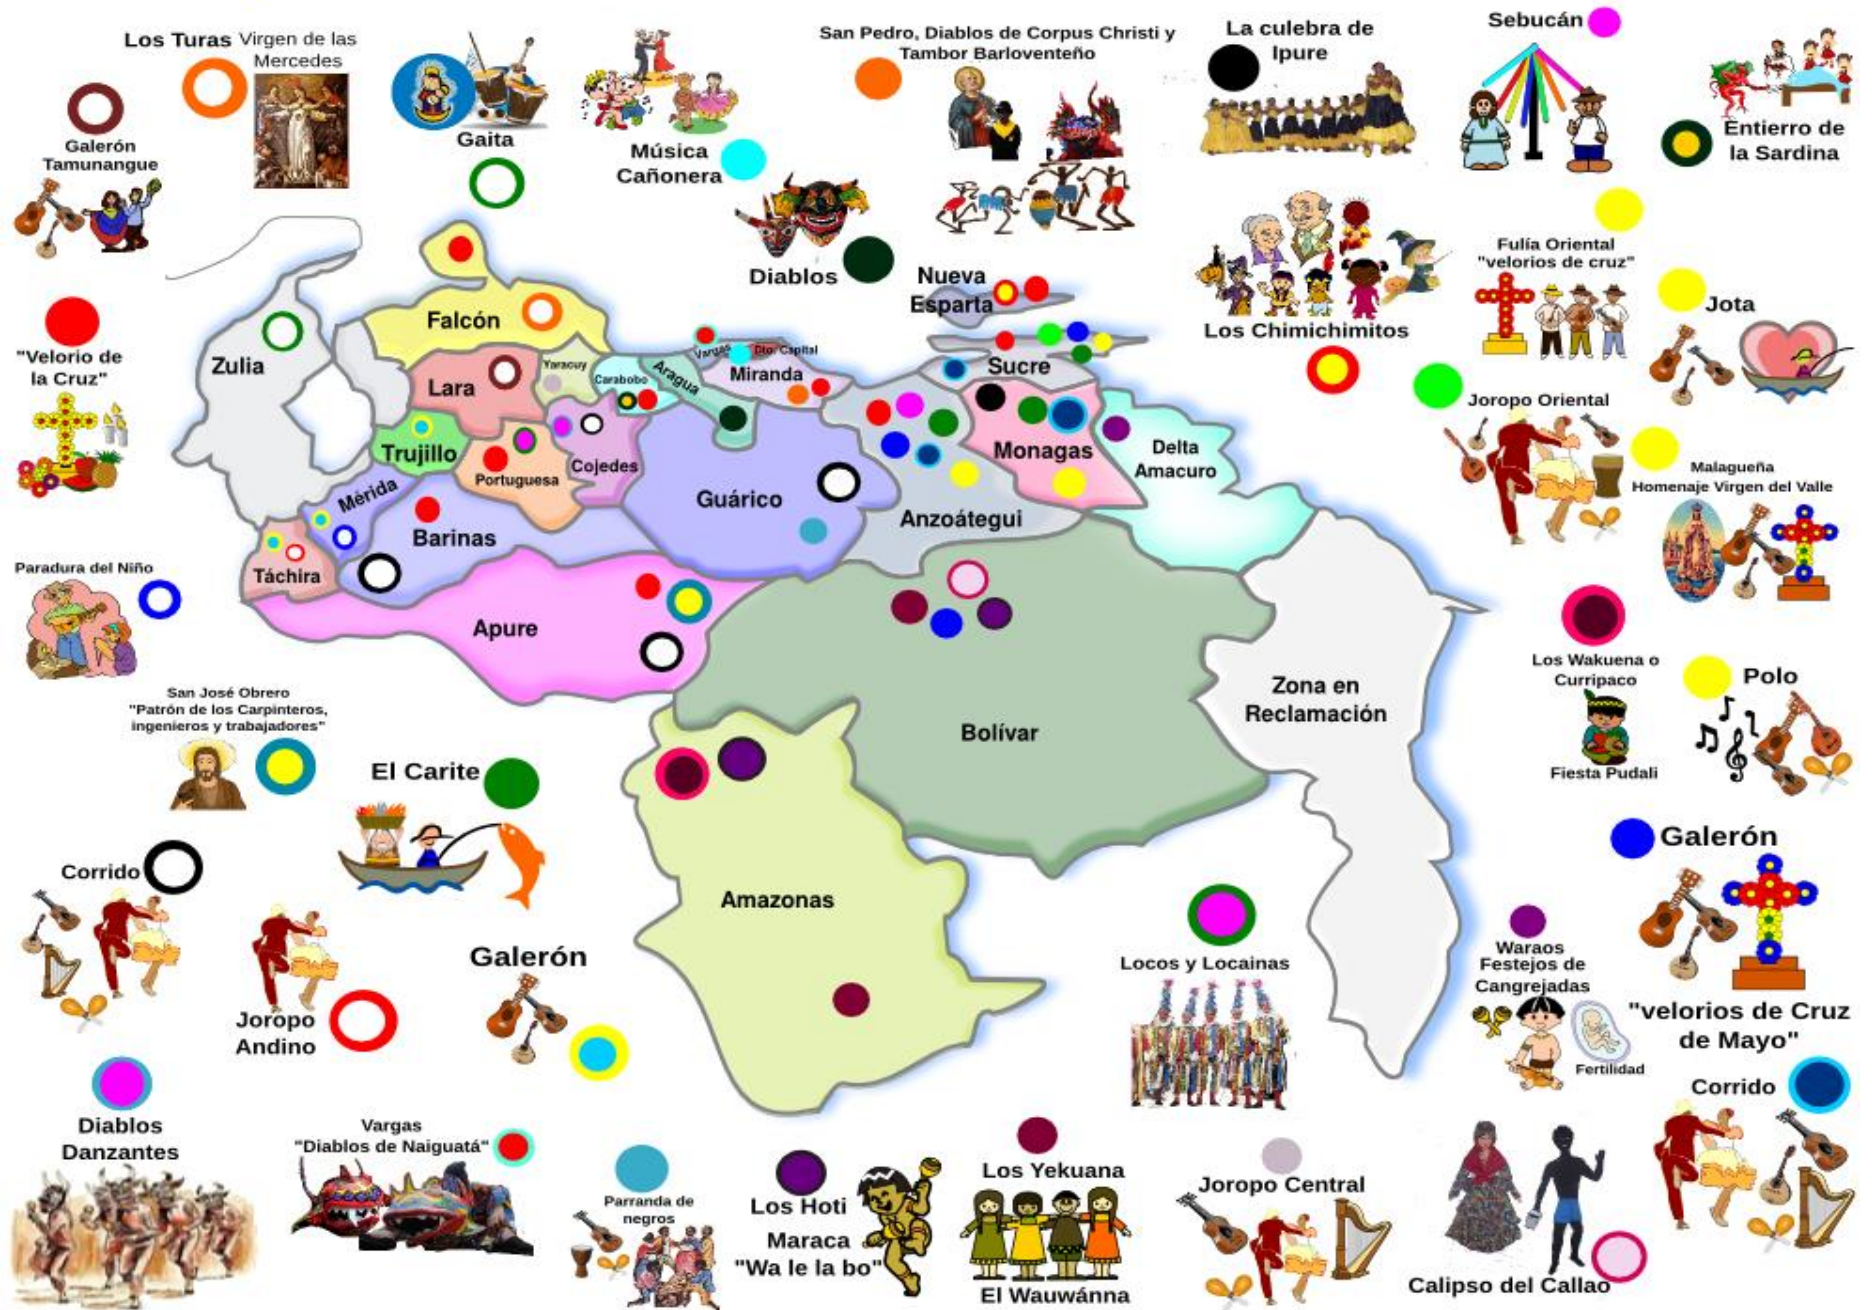 Los Turas
Virgen de las
Mercedes
Galerón
Tamunangue
Gaita
Música
Cañonera
San Pedro, Diablos de Corpus Christi y
Tambor Barloventeño
La culebra de
Ipure
Sebucán
Entierro de
la Sardina
Diablos
Nueva
Esparta
Los Chimichimitos
Fulía Oriental
"velorios de cruz"
Jota
"Velorio de
la Cruz"
Zulia
Falcón
Lara
Yaracuy
Carabobo
Aragua
Vargas
Dto. Capital
Miranda
Sucre
Trujillo
Portuguesa
Cojedes
Guárico
Anzoátegui
Monagas
Delta
Amacuro
Mérida
Barinas
Táchira
Apure
Bolívar
Zona en
Reclamación
Amazonas
Joropo Oriental
Malagueña
Homenaje Virgen del Valle
Paradura del Niño
Los Wakuena o
Curripaco
Fiesta Pudali
Polo
San José Obrero
"Patrón de los Carpinteros,
ingenieros y trabajadores"
El Carite
Corrido
Joropo
Andino
Galerón
Galerón
"velorios de Cruz
de Mayo"
Locos y Locainas
Waraos
Festejos de
Cangrejadas
Fertilidad
Corrido
Diablos
Danzantes
Vargas
"Diablos de Naiguatá"
Parranda de
negros
Los Hoti
Maraca
"Wa le la bo"
Los Yekuana
El Wauwánna
Joropo Central
Calipso del Callao